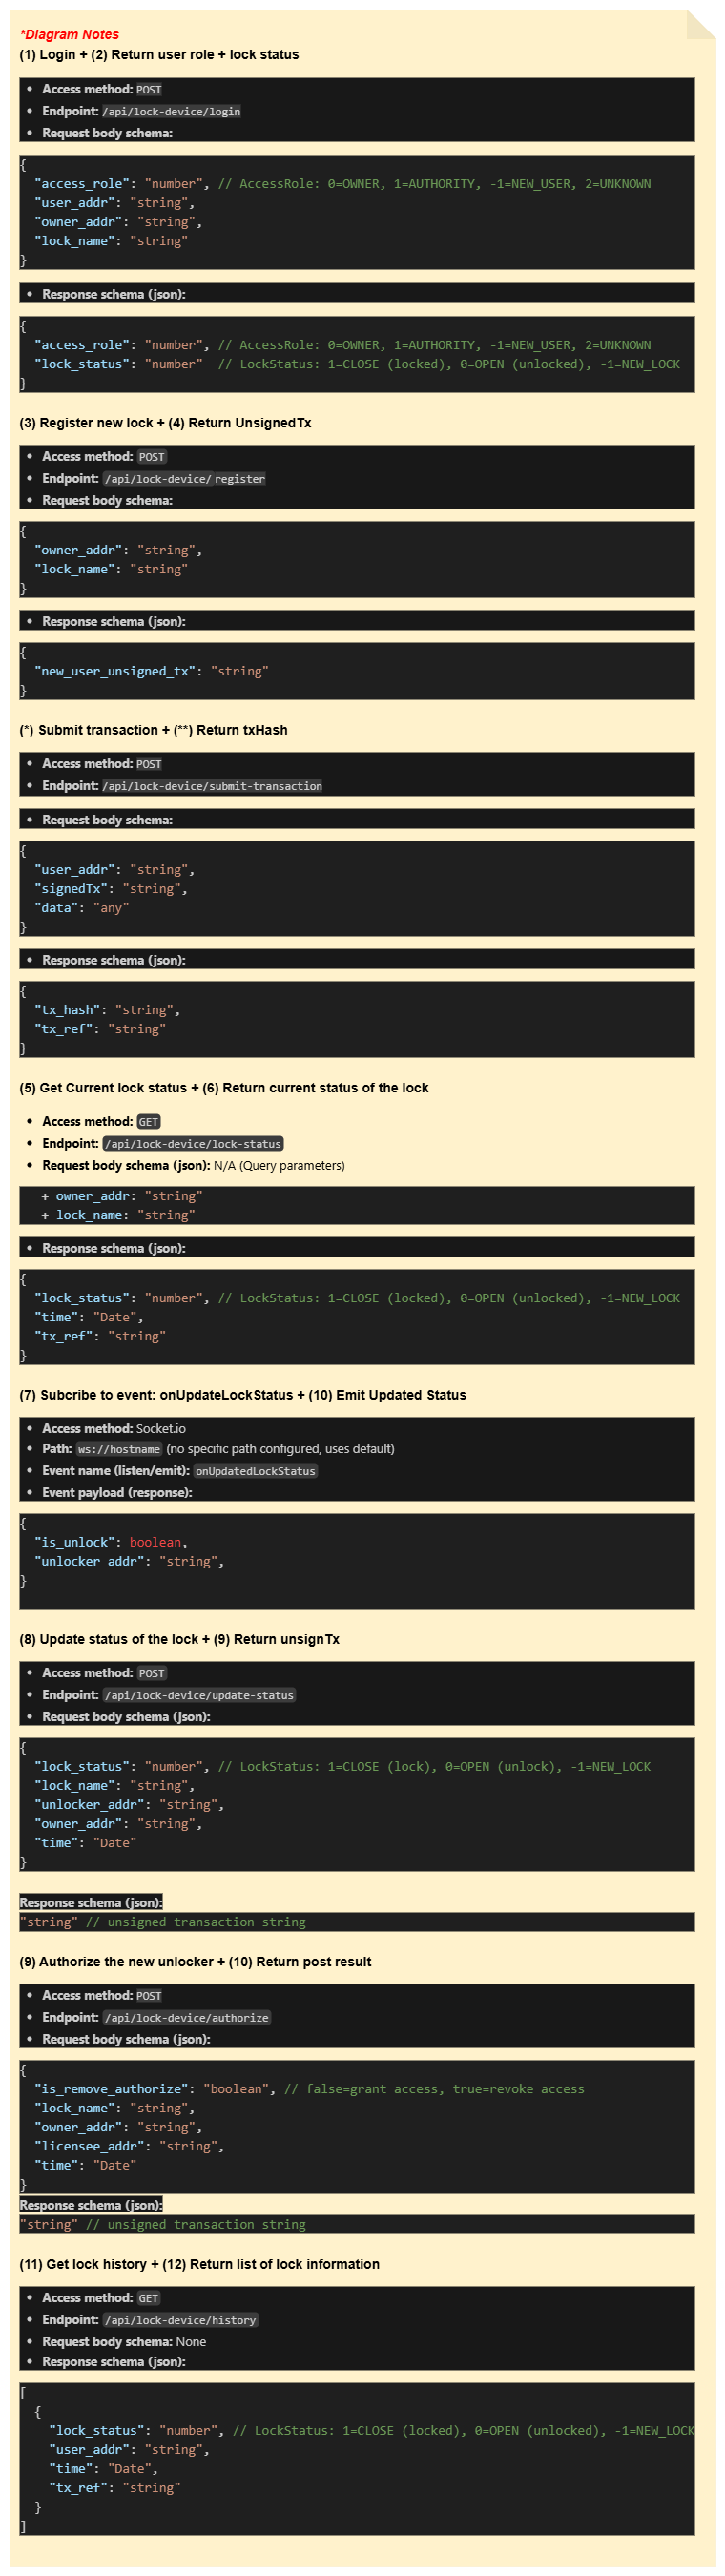 *Diagram Notes
(1) Login + (2) Return user role + lock status
• Access method: POST
• Endpoint: /api/lock-device/login
• Request body schema:
{
  "access_role": "number", // AccessRole: 0=OWNER, 1=AUTHORITY, -1=NEW_USER, 2=UNKNOWN
  "user_addr": "string",
  "owner_addr": "string",
  "lock_name": "string"
}
• Response schema (json):
{
  "access_role": "number", // AccessRole: 0=OWNER, 1=AUTHORITY, -1=NEW_USER, 2=UNKNOWN
  "lock_status": "number"  // LockStatus: 1=CLOSE (locked), 0=OPEN (unlocked), -1=NEW_LOCK
}
(3) Register new lock + (4) Return UnsignedTx
• Access method: POST
• Endpoint: /api/lock-device/register
• Request body schema:
{
  "owner_addr": "string",
  "lock_name": "string"
}
• Response schema (json):
{
  "new_user_unsigned_tx": "string"
}
(*) Submit transaction + (**) Return txHash
• Access method: POST
• Endpoint: /api/lock-device/submit-transaction
• Request body schema:
{
  "user_addr": "string",
  "signedTx": "string",
  "data": "any"
}
• Response schema (json):
{
  "tx_hash": "string",
  "tx_ref": "string"
}
(5) Get Current lock status + (6) Return current status of the lock
• Access method: GET
• Endpoint: /api/lock-device/lock-status
• Request body schema (json): N/A (Query parameters)
   + owner_addr: "string"
   + lock_name: "string"
• Response schema (json):
{
  "lock_status": "number", // LockStatus: 1=CLOSE (locked), 0=OPEN (unlocked), -1=NEW_LOCK
  "time": "Date",
  "tx_ref": "string"
}
(7) Subcribe to event: onUpdateLockStatus + (10) Emit Updated Status
• Access method: Socket.io
• Path: ws://hostname (no specific path configured, uses default)
• Event name (listen/emit): onUpdatedLockStatus
• Event payload (response):
{
  "is_unlock": boolean,
  "unlocker_addr": "string",
}
(8) Update status of the lock + (9) Return unsignTx
• Access method: POST
• Endpoint: /api/lock-device/update-status
• Request body schema (json):
{
  "lock_status": "number", // LockStatus: 1=CLOSE (lock), 0=OPEN (unlock), -1=NEW_LOCK
  "lock_name": "string",
  "unlocker_addr": "string",
  "owner_addr": "string",
  "time": "Date"
}
Response schema (json):
"string" // unsigned transaction string
(9) Authorize the new unlocker + (10) Return post result
• Access method: POST
• Endpoint: /api/lock-device/authorize
• Request body schema (json):
{
  "is_remove_authorize": "boolean", // false=grant access, true=revoke access
  "lock_name": "string",
  "owner_addr": "string",
  "licensee_addr": "string",
  "time": "Date"
}
Response schema (json):
"string" // unsigned transaction string
(11) Get lock history + (12) Return list of lock information
• Access method: GET
• Endpoint: /api/lock-device/history
• Request body schema: None
• Response schema (json):
[
  {
    "lock_status": "number", // LockStatus: 1=CLOSE (locked), 0=OPEN (unlocked), -1=NEW_LOCK
    "user_addr": "string",
    "time": "Date",
    "tx_ref": "string"
  }
]